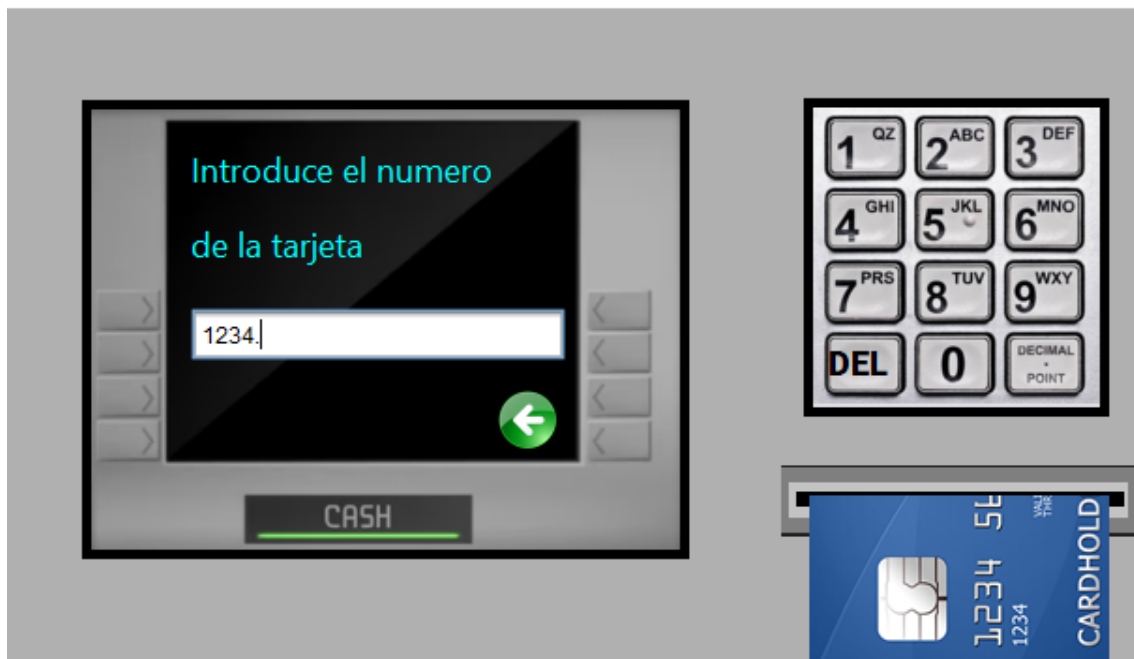 Introduce el numero
de la tarjeta
1234.
CASH
1 QZ
2 ABC
3 DEF
4 GHI
5 JKL
6 MNO
7 PRS
8 TUV
9 WXY
DEL
0
DECIMAL
·
POINT
1234
1234
CARDHOLD